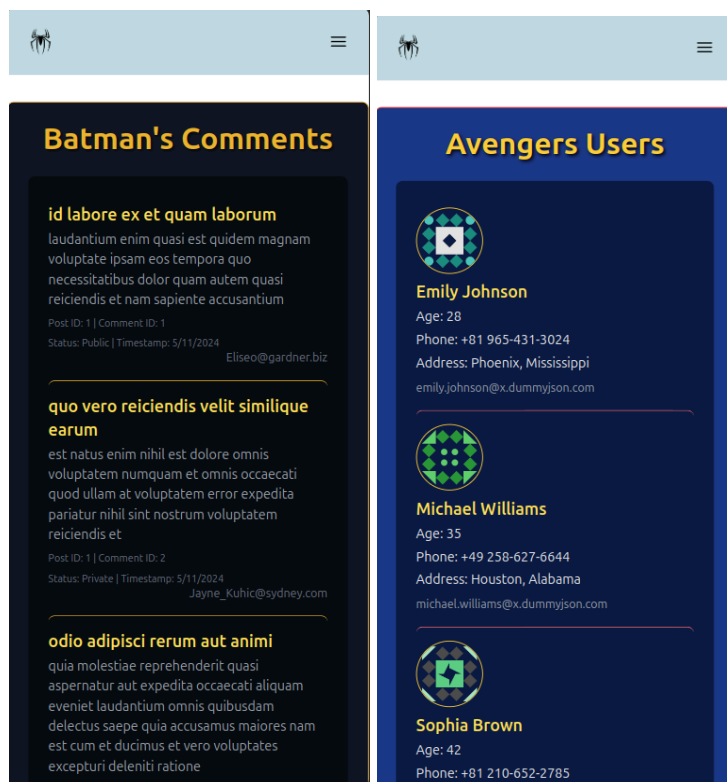 Batman's Comments
id labore ex et quam laborum
laudantium enim quasi est quidem magnam
voluptate ipsam eos tempora quo
necessitatibus dolor quam autem quasi
reiciendis et nam sapiente accusantium
Post ID: 1 | Comment ID: 1
Status: Public | Timestamp: 5/11/2024
Eliseo@gardner.biz
quo vero reiciendis velit similique
earum
est natus enim nihil est dolore omnis
voluptatem numquam et omnis occaecati
quod ullam at voluptatem error expedita
pariatur nihil sint nostrum voluptatem
reiciendis et
Post ID: 1 | Comment ID: 2
Status: Private | Timestamp: 5/11/2024
Jayne_Kuhic@sydney.com
odio adipisci rerum aut animi
quia molestiae reprehenderit quasi
aspernatur aut expedita occaecati aliquam
eveniet laudantium omnis quibusdam
delectus saepe quia accusamus maiores nam
est cum et ducimus et vero voluptates
excepturi deleniti ratione
Avengers Users
Emily Johnson
Age: 28
Phone: +81 965-431-3024
Address: Phoenix, Mississippi
emily.johnson@x.dummyjson.com
Michael Williams
Age: 35
Phone: +49 258-627-6644
Address: Houston, Alabama
michael.williams@x.dummyjson.com
Sophia Brown
Age: 42
Phone: +81 210-652-2785